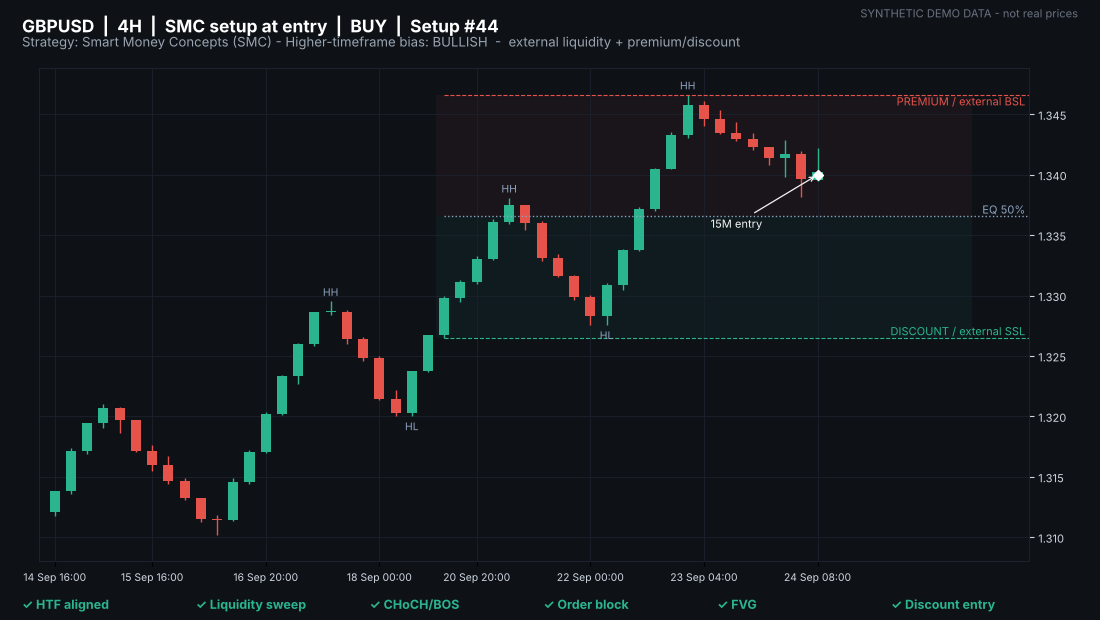 SYNTHETIC DEMO DATA - not real prices
GBPUSD | 4H | SMC setup at entry | BUY | Setup #44
Strategy: Smart Money Concepts (SMC) - Higher-timeframe bias: BULLISH - external liquidity + premium/discount
HH
PREMIUM / external BSL
1.345
1.340
HH
EQ 50%
15M entry
1.335
HH
1.330
DISCOUNT / external SSL
HL
1.325
1.320
HL
1.315
1.310
14 Sep 16:00 15 Sep 16:00 16 Sep 20:00 18 Sep 00:00 20 Sep 20:00 22 Sep 00:00 23 Sep 04:00 24 Sep 08:00
✓ HTF aligned ✓ Liquidity sweep ✓ CHoCH/BOS ✓ Order block ✓ FVG ✓ Discount entry